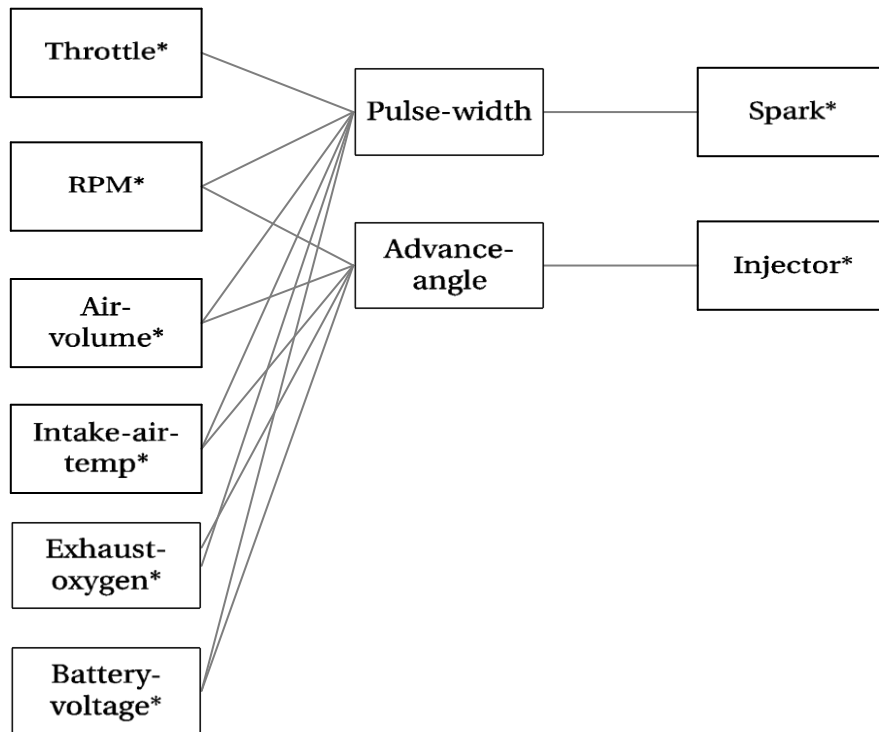 Throttle*
RPM*
Air-
volume*
Intake-air-
temp*
Exhaust-
oxygen*
Battery-
voltage*
Pulse-width
Advance-
angle
Spark*
Injector*